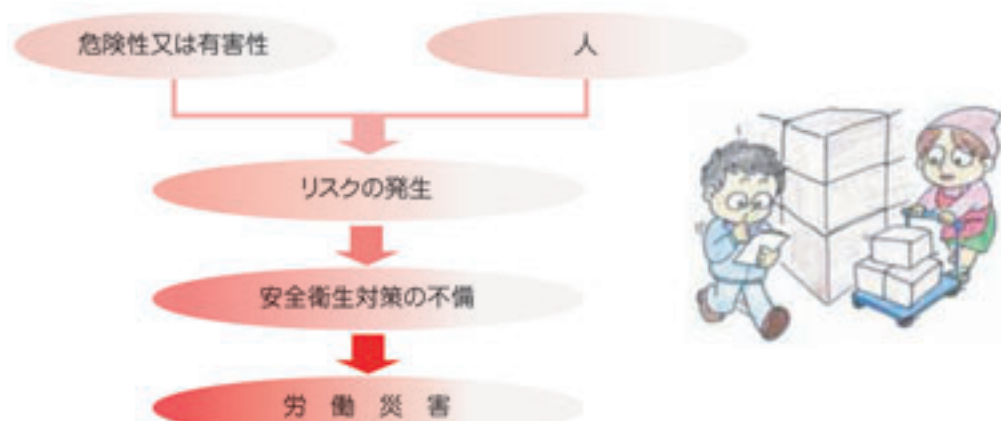 危険性又は有害性
人
リスクの発生
安全衛生対策の不備
労 働 災 害